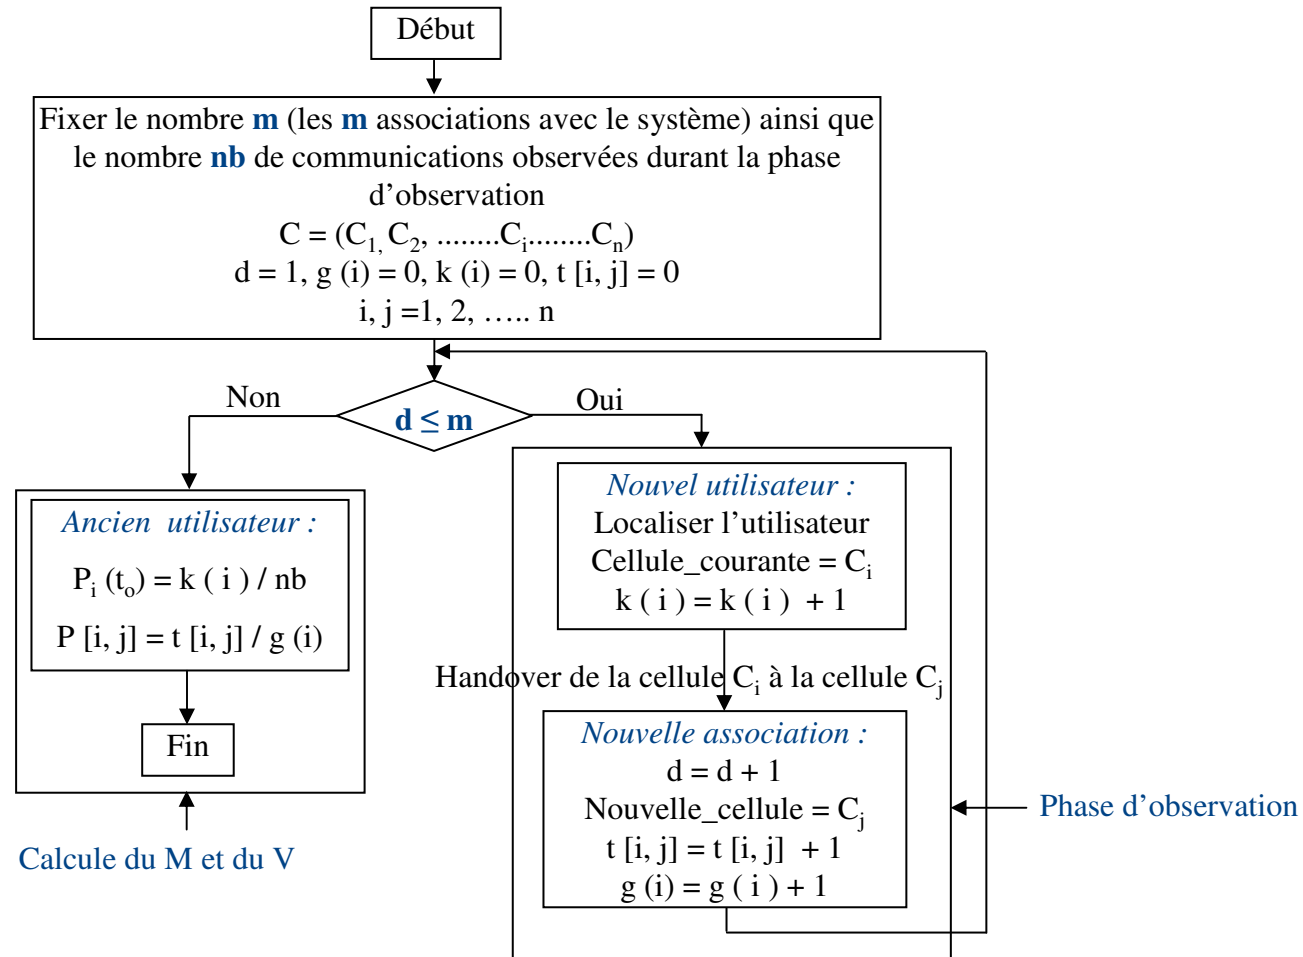 Début
Fixer le nombre m (les m associations avec le système) ainsi que
le nombre nb de communications observées durant la phase
d’observation
C = (C1, C2, ........Ci........Cn)
d = 1, g (i) = 0, k (i) = 0, t [i, j] = 0
i, j =1, 2, ….. n
Non
d ≤ m
Oui
Ancien utilisateur :
Pi (to) = k ( i ) / nb
P [i, j] = t [i, j] / g (i)
Fin
Calcule du M et du V
Nouvel utilisateur :
Localiser l’utilisateur
Cellule_courante = Ci
k ( i ) = k ( i ) + 1
Handover de la cellule Ci à la cellule Cj
Nouvelle association :
d = d + 1
Nouvelle_cellule = Cj
t [i, j] = t [i, j] + 1
g (i) = g ( i ) + 1
Phase d’observation